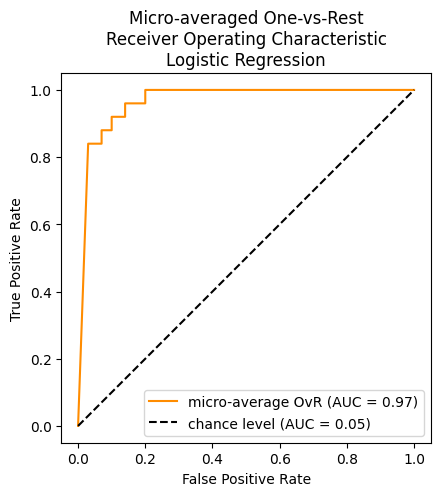 Micro-averaged One-vs-Rest
Receiver Operating Characteristic
Logistic Regression
True Positive Rate
1.0
0.8
0.6
0.4
0.2
0.0
micro-average OvR (AUC = 0.97)
chance level (AUC = 0.05)
0.0 0.2 0.4 0.6 0.8 1.0
False Positive Rate